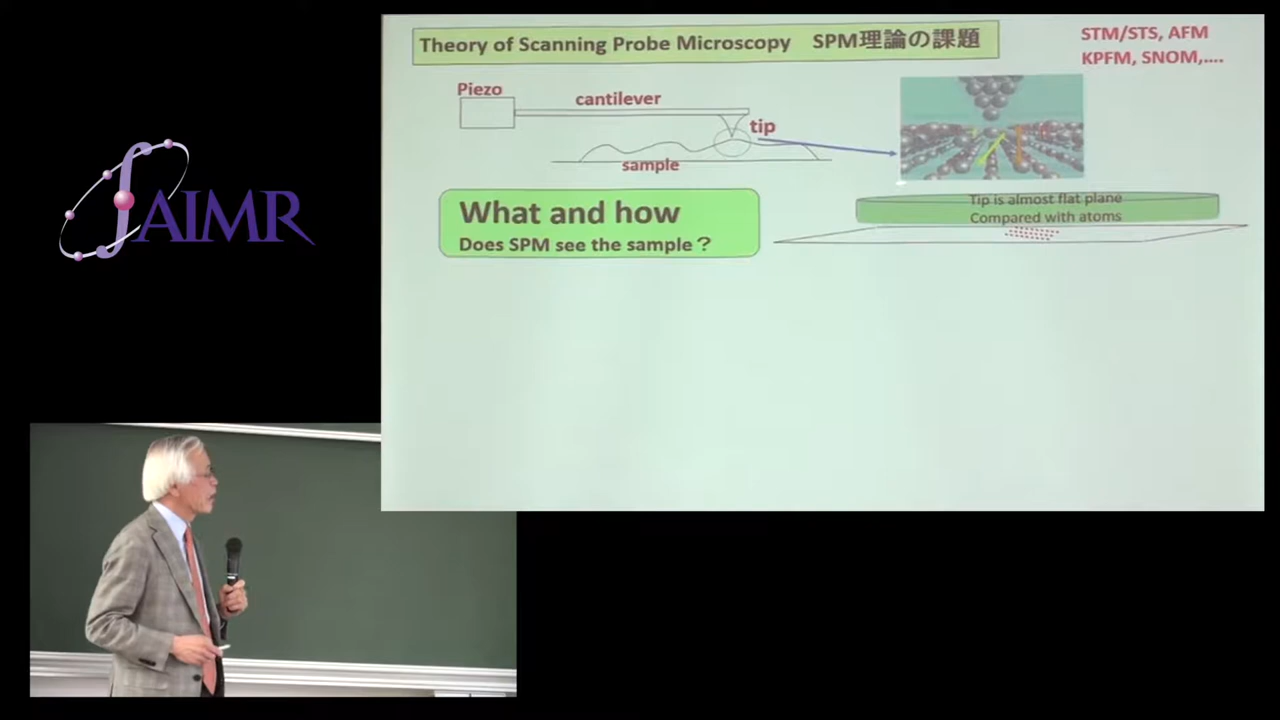 Theory of Scanning Probe Microscopy SPM理論の課題
STM/STS, AFM
KPFM, SNOM,....
Piezo
cantilever
tip
sample
What and how
Does SPM see the sample？
Tip is almost flat plane
Compared with atoms
AIMR